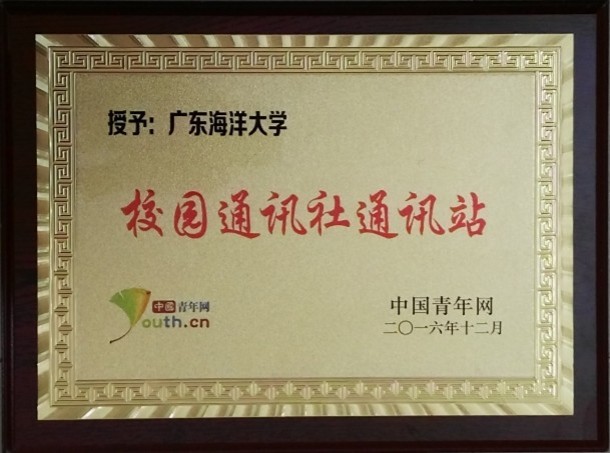 授予：广东海洋大学
校园通讯社通讯站
中国青年网
Youth.cn
中国青年网
二〇一六年十二月